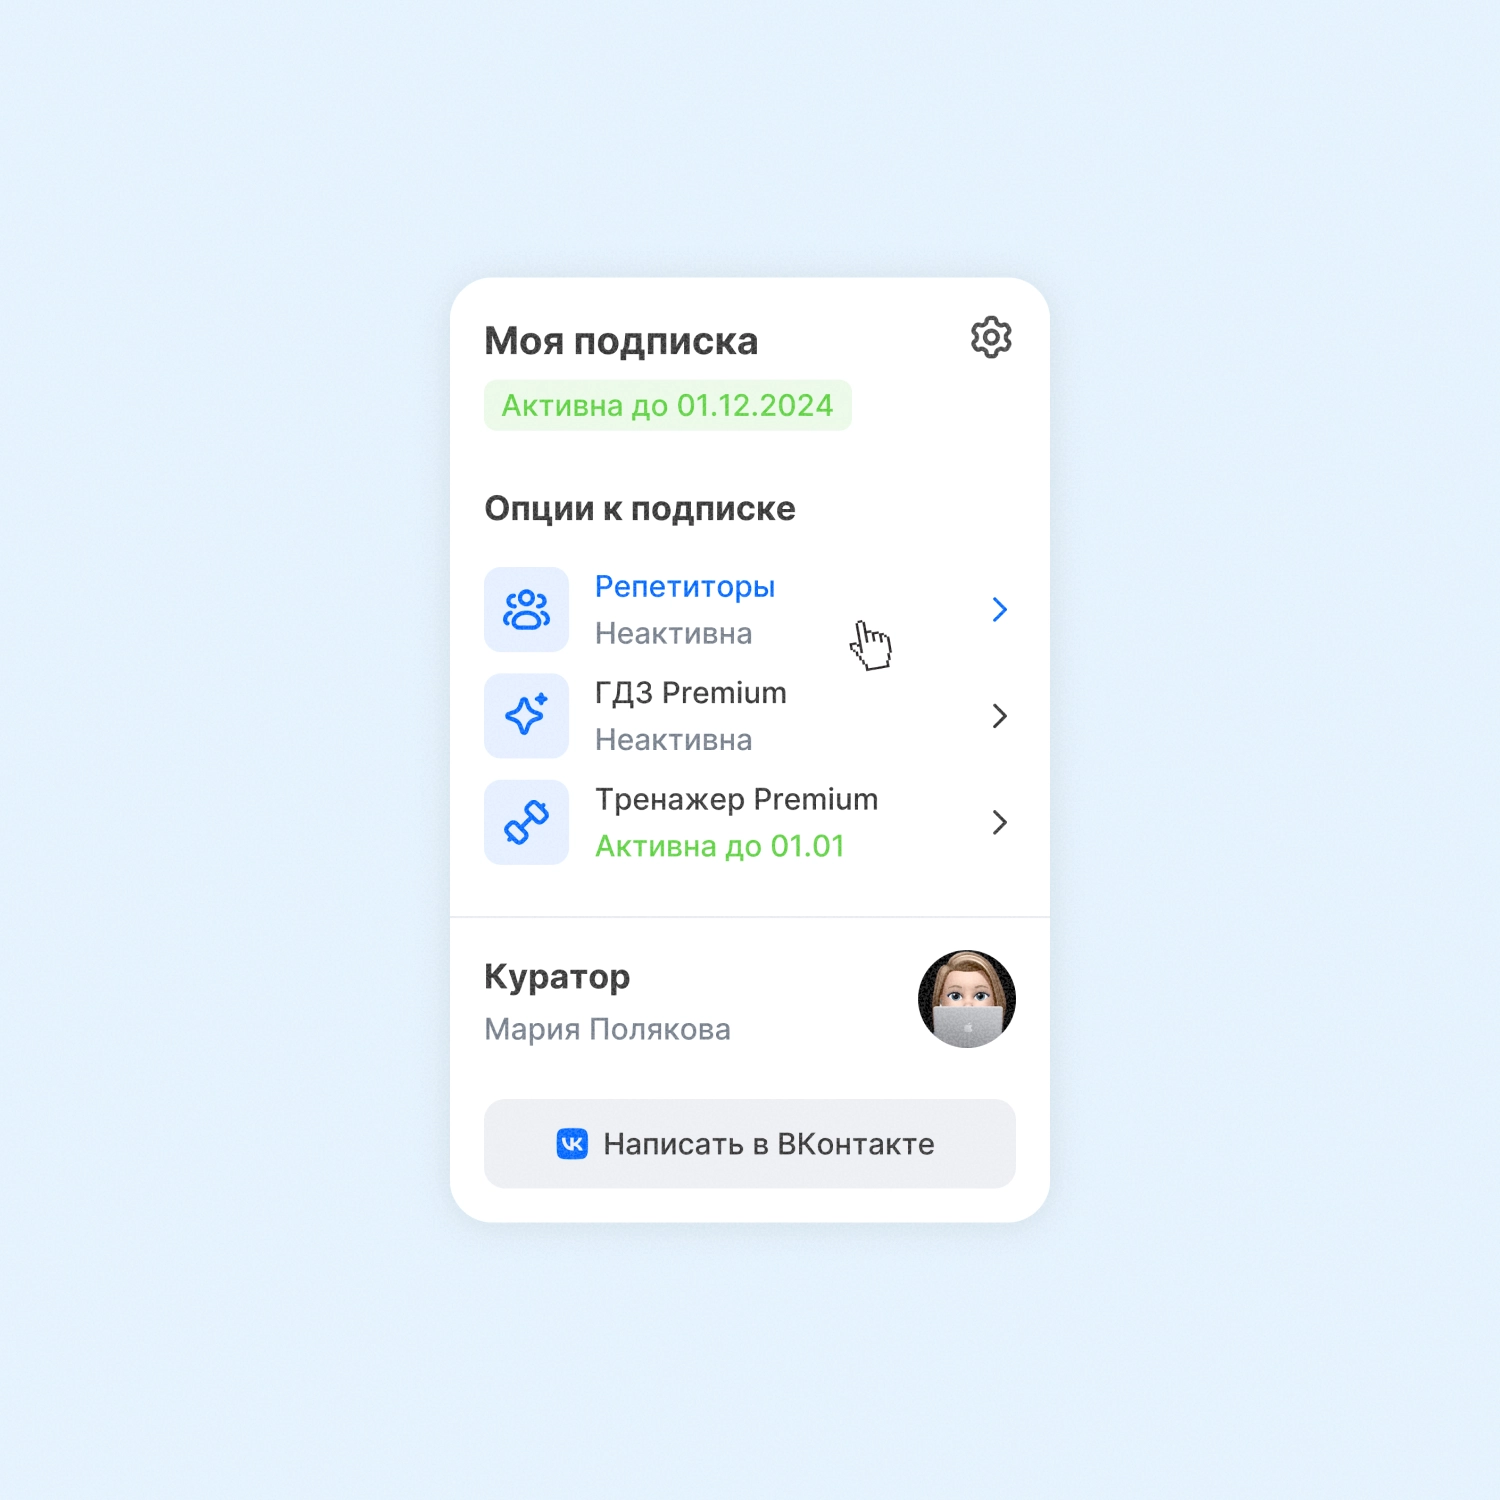 Моя подписка
Активна до 01.12.2024
Опции к подписке
Репетиторы
Неактивна
ГДЗ Premium
Неактивна
Тренажер Premium
Активна до 01.01
Куратор
Мария Полякова
VK Написать в ВКонтакте